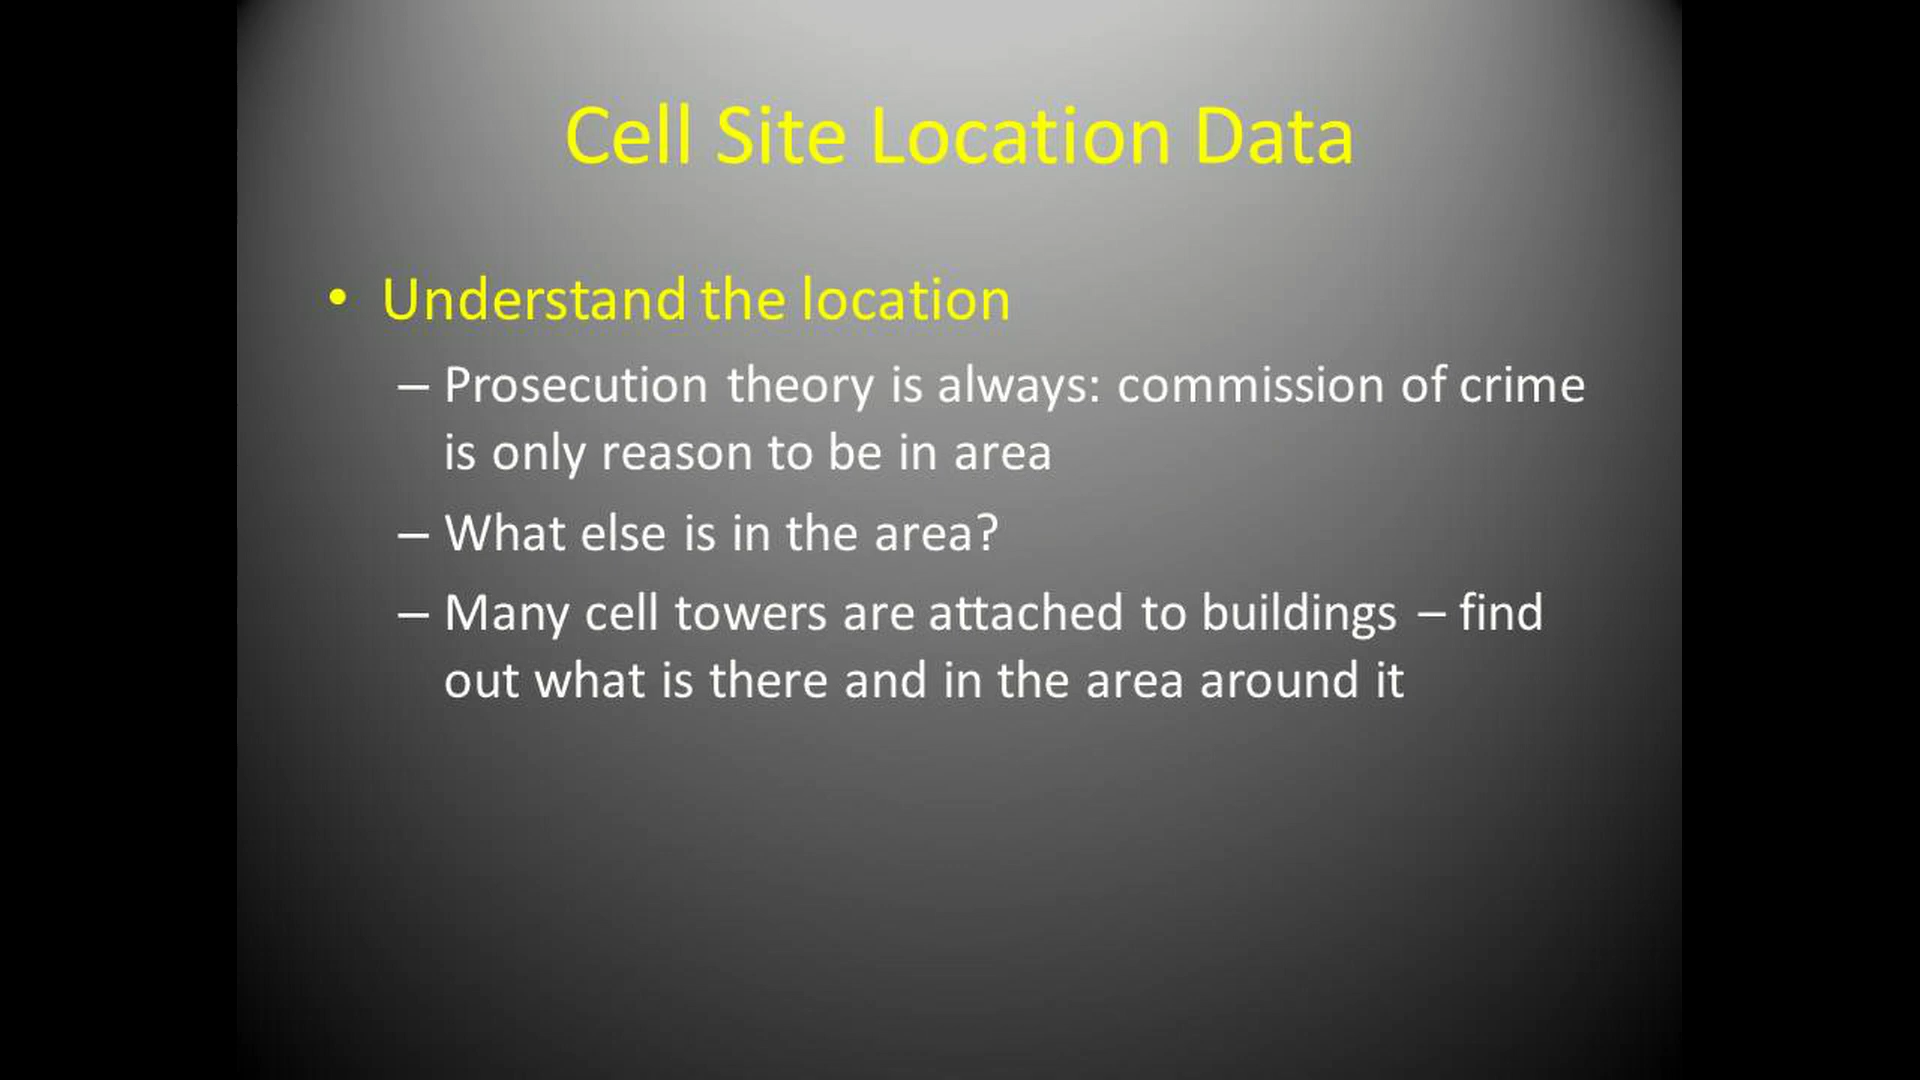 Cell Site Location Data
• Understand the location
– Prosecution theory is always: commission of crime
is only reason to be in area
– What else is in the area?
– Many cell towers are attached to buildings – find
out what is there and in the area around it